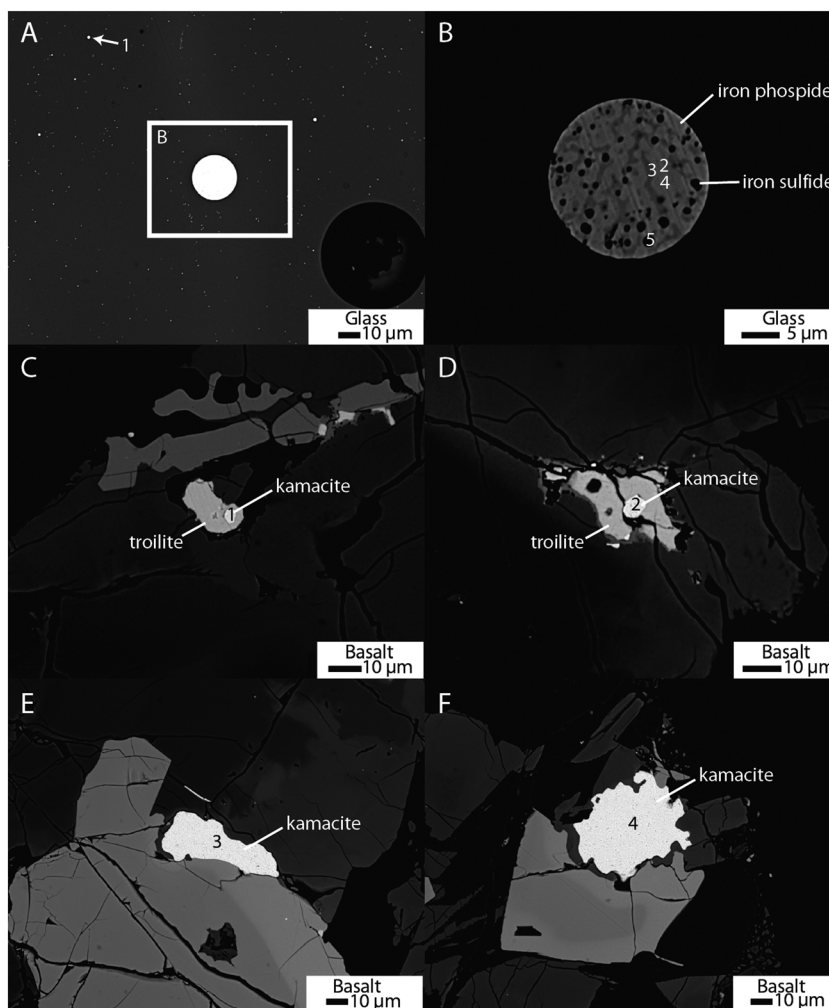 A
1
B
Glass
10 µm
B
iron phospide
3 2
4
iron sulfide
5
Glass
5 µm
C
kamacite
1
troilite
Basalt
10 µm
D
kamacite
2
troilite
Basalt
10 µm
E
kamacite
3
Basalt
10 µm
F
kamacite
4
Basalt
10 µm